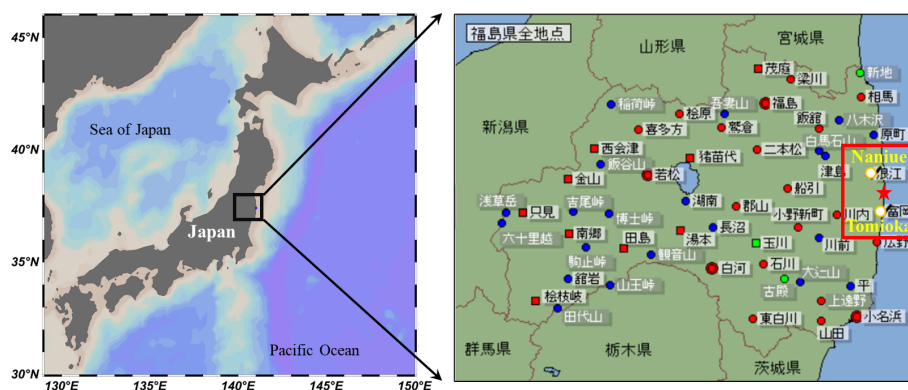 45°N
40°N
35°N
30°N
130°E
135°E
140°E
145°E
150°E
Sea of Japan
Japan
Pacific Ocean
福島県全地点
山形県
宮城県
新潟県
群馬県
栃木県
茨城県
茂庭
梁川
新地
相馬
稲荷峠
桧原
吾妻山
福島
飯舘
八木沢
原町
喜多方
鷲倉
白馬石山
西会津
飯谷山
猪苗代
二本松
津島
Naniue
浪江
金山
若松
船引
浅草岳
只見
吉尾峠
博士峠
湖南
郡山
小野新町
川内
富岡
Tomioka
六十里越
南郷
田島
湯本
長沼
玉川
川前
広野
駒止峠
観音山
白河
石川
大辷山
舘岩
山王峠
古殿
平
桧枝岐
田代山
上遠野
東白川
山田
小名浜